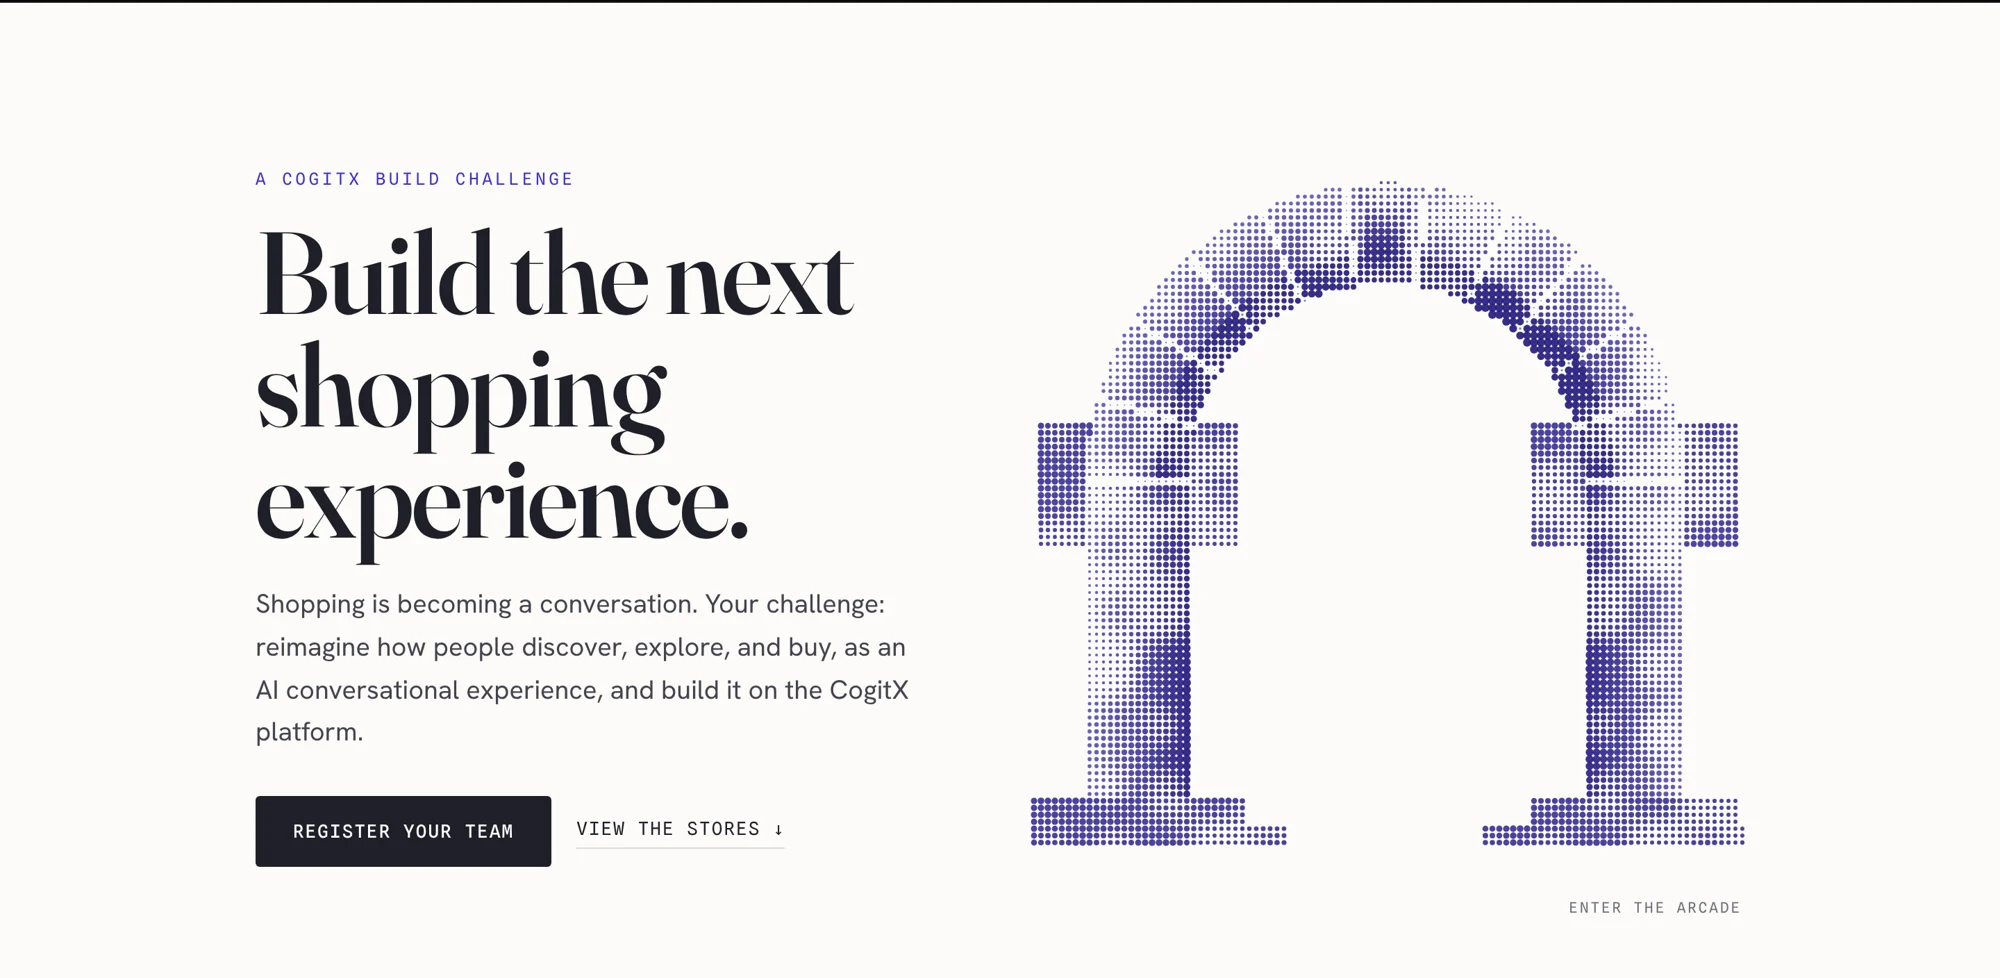 A COGITX BUILD CHALLENGE
Build the next
shopping
experience.
Shopping is becoming a conversation. Your challenge:
reimagine how people discover, explore, and buy, as an
AI conversational experience, and build it on the CogitX
platform.
REGISTER YOUR TEAM
VIEW THE STORES ↓
ENTER THE ARCADE